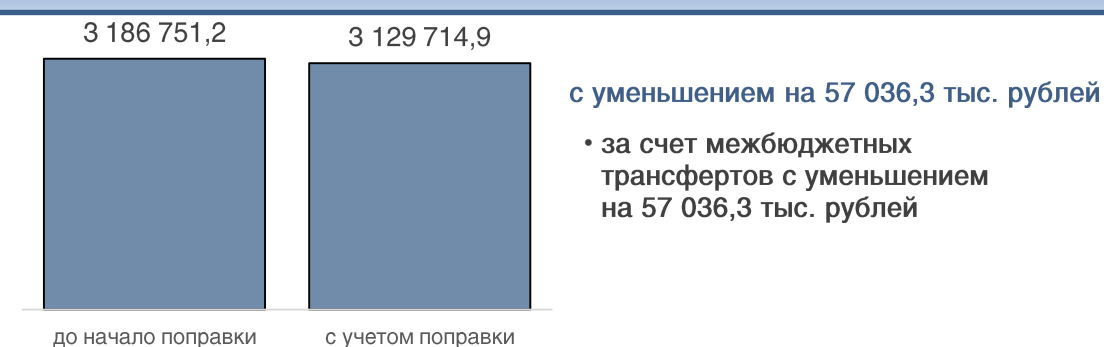 3 186 751,2
3 129 714,9
с уменьшением на 57 036,3 тыс. рублей
• за счет межбюджетных
трансфертов с уменьшением
на 57 036,3 тыс. рублей
до начало поправки
с учетом поправки